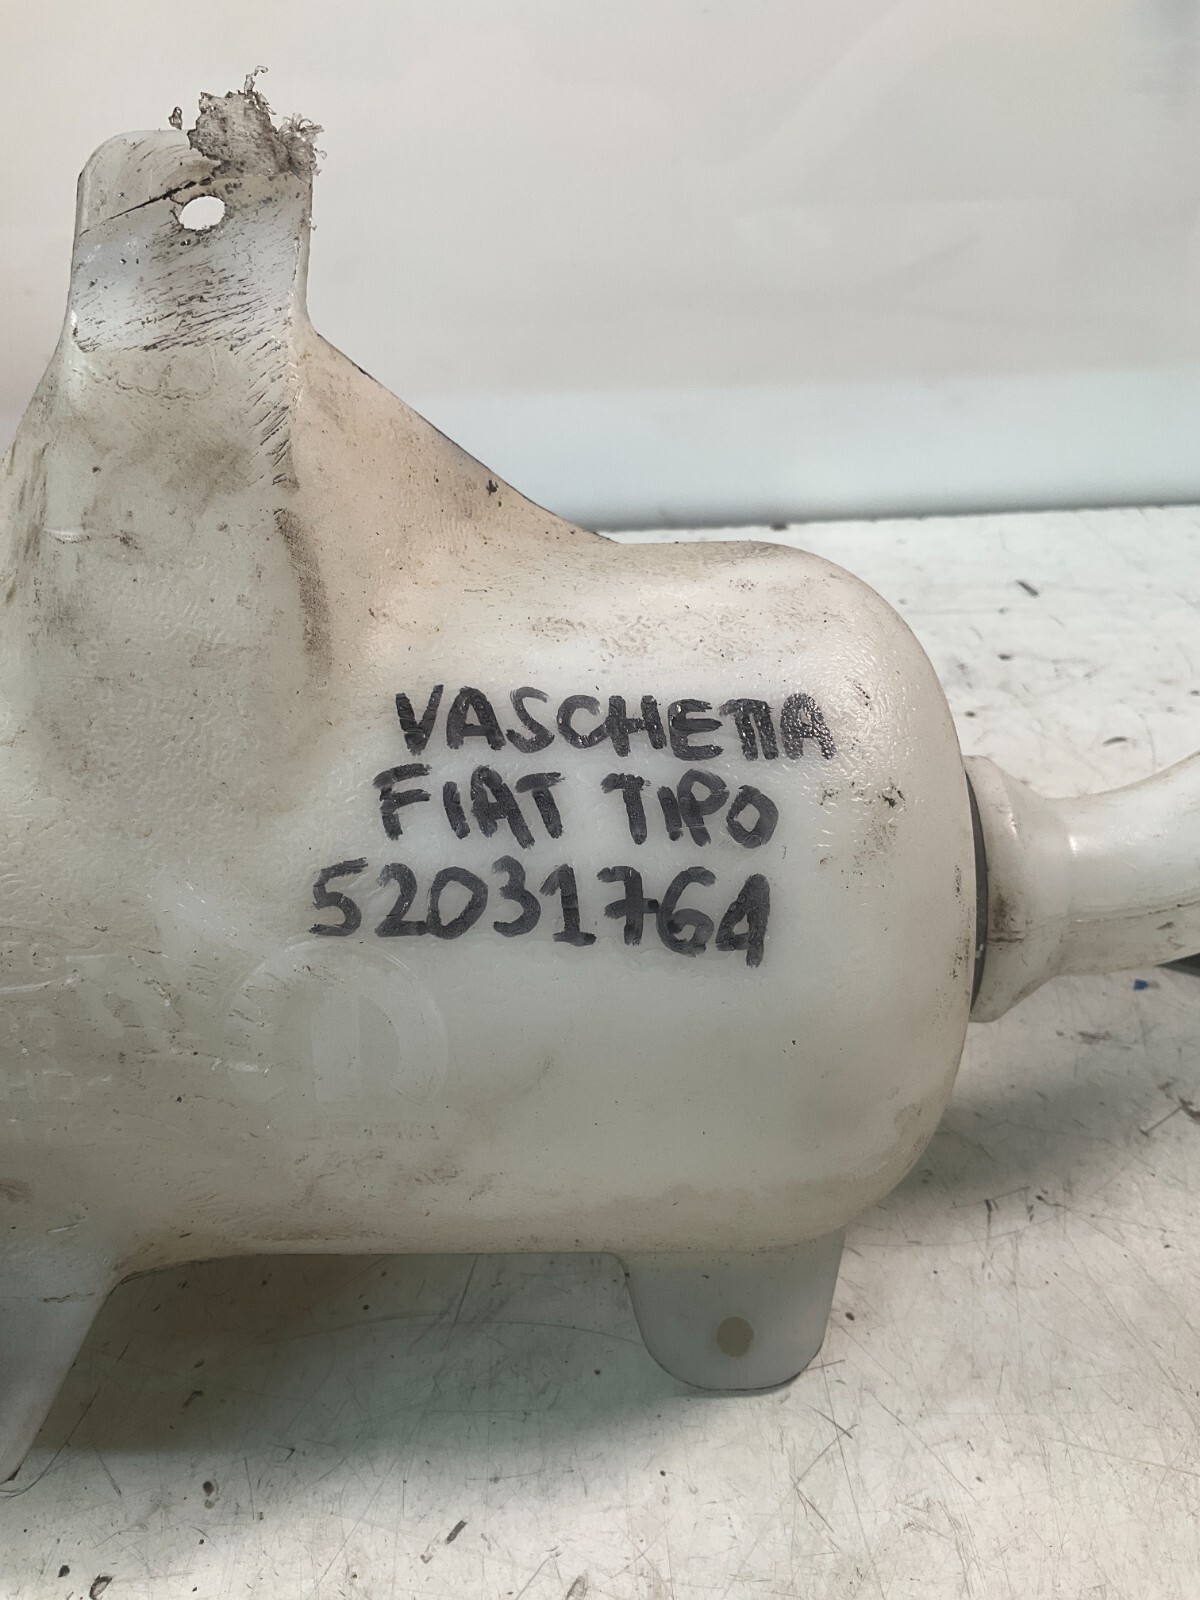 VASCHETTA
FIAT TIPO
52031764